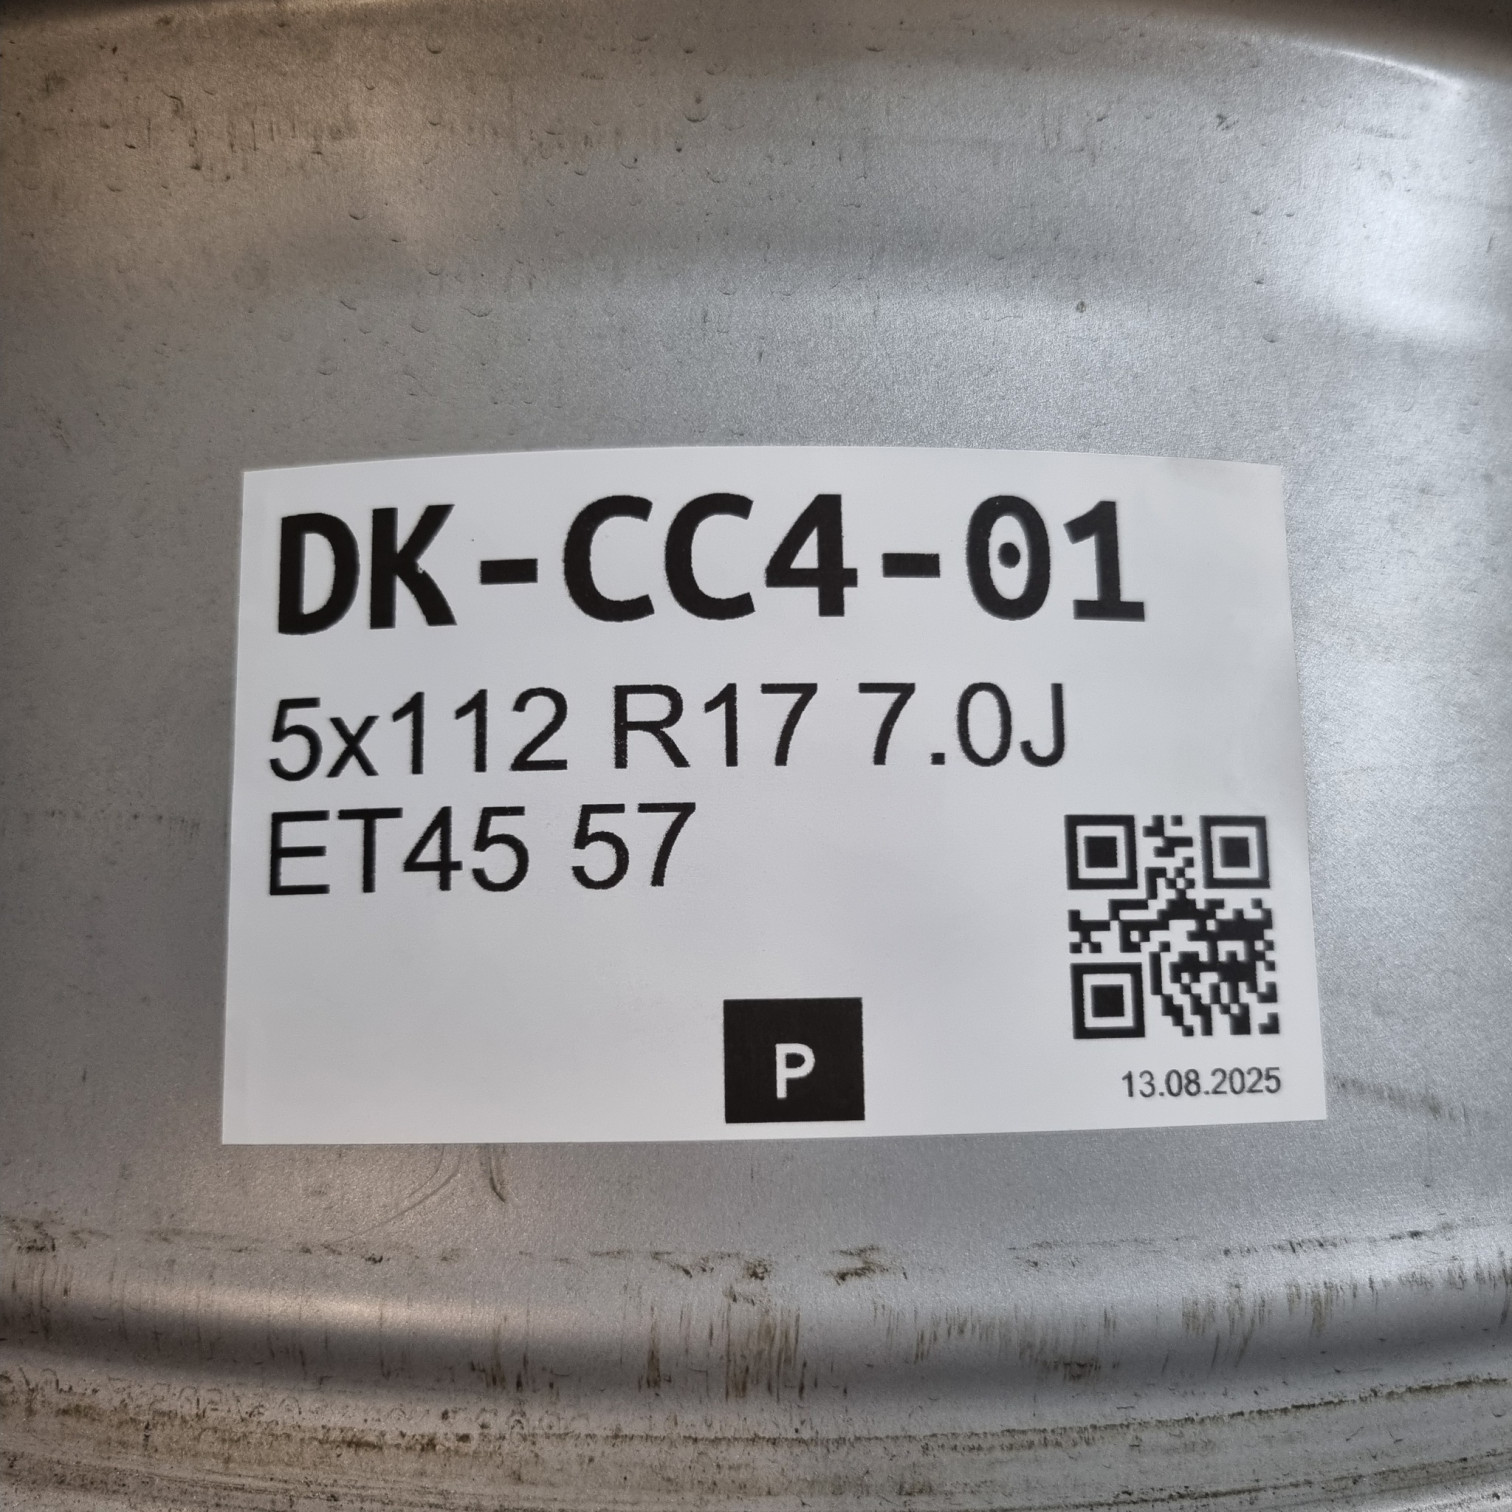 DK-CC4-01
5x112 R17 7.0J
ET45 57
P
13.08.2025